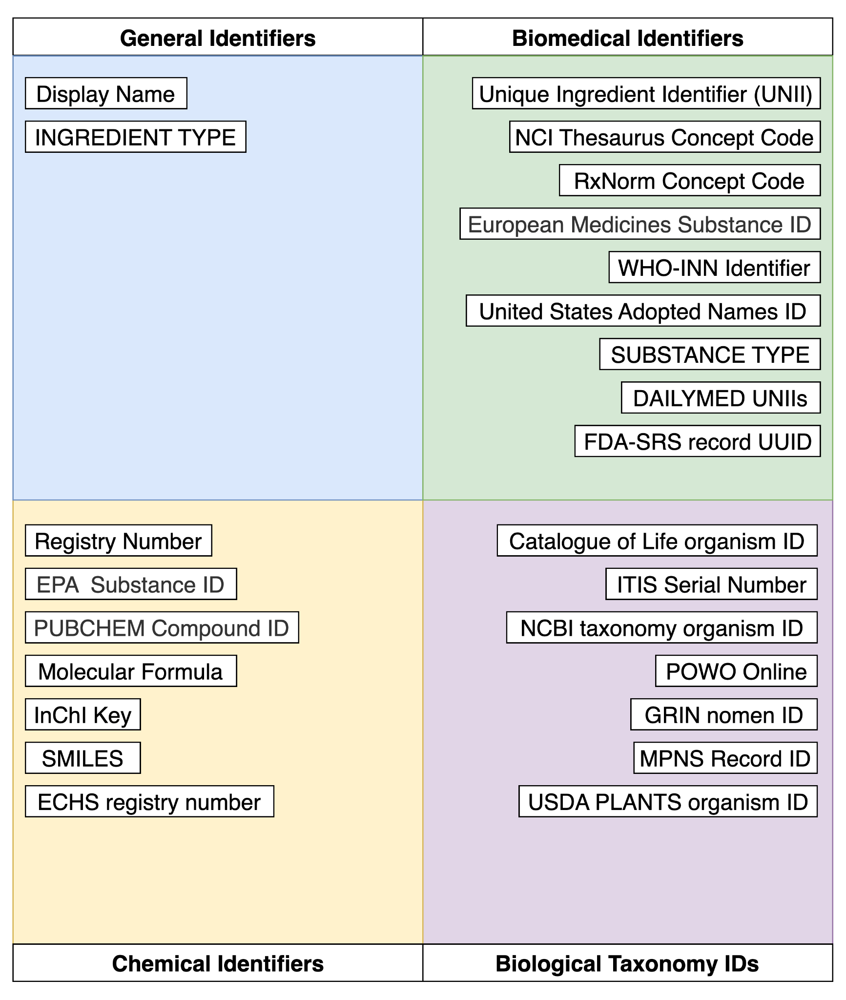 General Identifiers
Biomedical Identifiers
Display Name
INGREDIENT TYPE
Unique Ingredient Identifier (UNII)
NCI Thesaurus Concept Code
RxNorm Concept Code
European Medicines Substance ID
WHO-INN Identifier
United States Adopted Names ID
SUBSTANCE TYPE
DAILYMED UNIIs
FDA-SRS record UUID
Registry Number
EPA  Substance ID
PUBCHEM Compound ID
Molecular Formula
InChI Key
SMILES
ECHS registry number
Catalogue of Life organism ID
ITIS Serial Number
NCBI taxonomy organism ID
POWO Online
GRIN nomen ID
MPNS Record ID
USDA PLANTS organism ID
Chemical Identifiers
Biological Taxonomy IDs